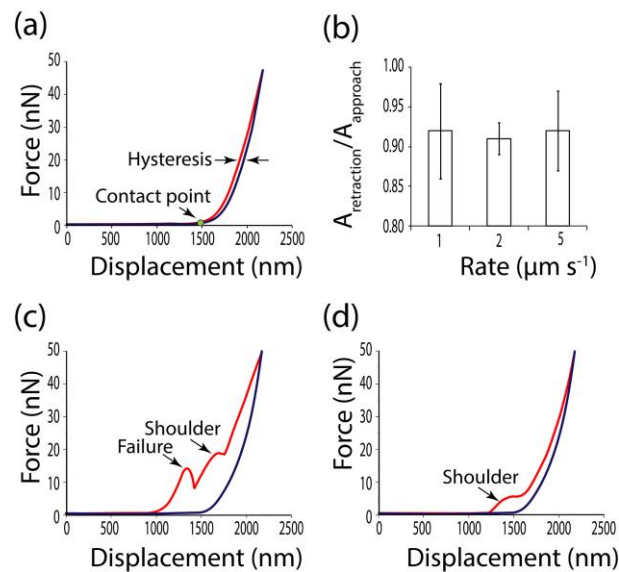 (a)
50
40
30
20
10
0
Force (nN)
Hysteresis
Contact point
0 500 1000 1500 2000 2500
Displacement (nm)
(b)
1.00
0.95
0.90
0.85
0.80
A retraction/A approach
1 2 5
Rate (μm s⁻¹)
(c)
50
40
30
20
10
0
Force (nN)
Shoulder
Failure
0 500 1000 1500 2000 2500
Displacement (nm)
(d)
50
40
30
20
10
0
Force (nN)
Shoulder
0 500 1000 1500 2000 2500
Displacement (nm)